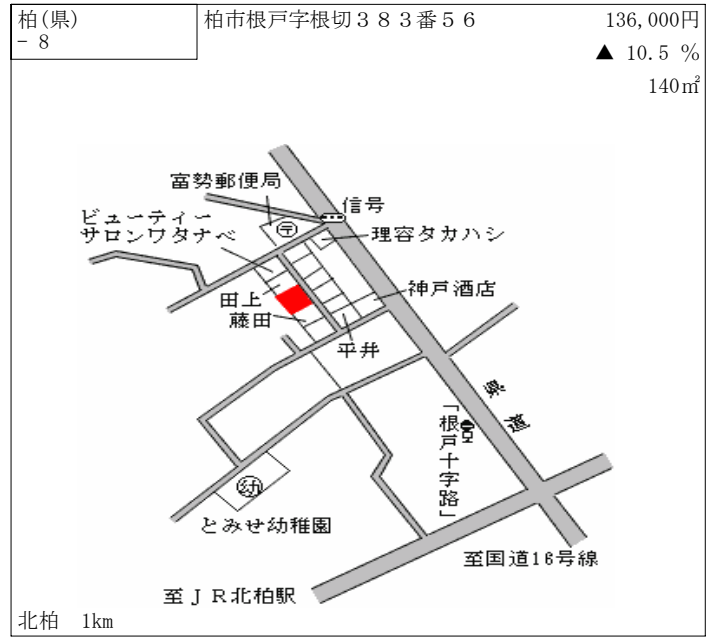 柏(県)
- 8
柏市根戸字根切３８３番５６
136,000円
▲ 10.5 %
140㎡
富勢郵便局
信号
ビューティー
サロンワタナベ
〒
理容タカハシ
田上
藤田
神戸酒店
平井
県道
「根戸十字路」
幼
とみせ幼稚園
至国道16号線
至ＪＲ北柏駅
北柏 1km